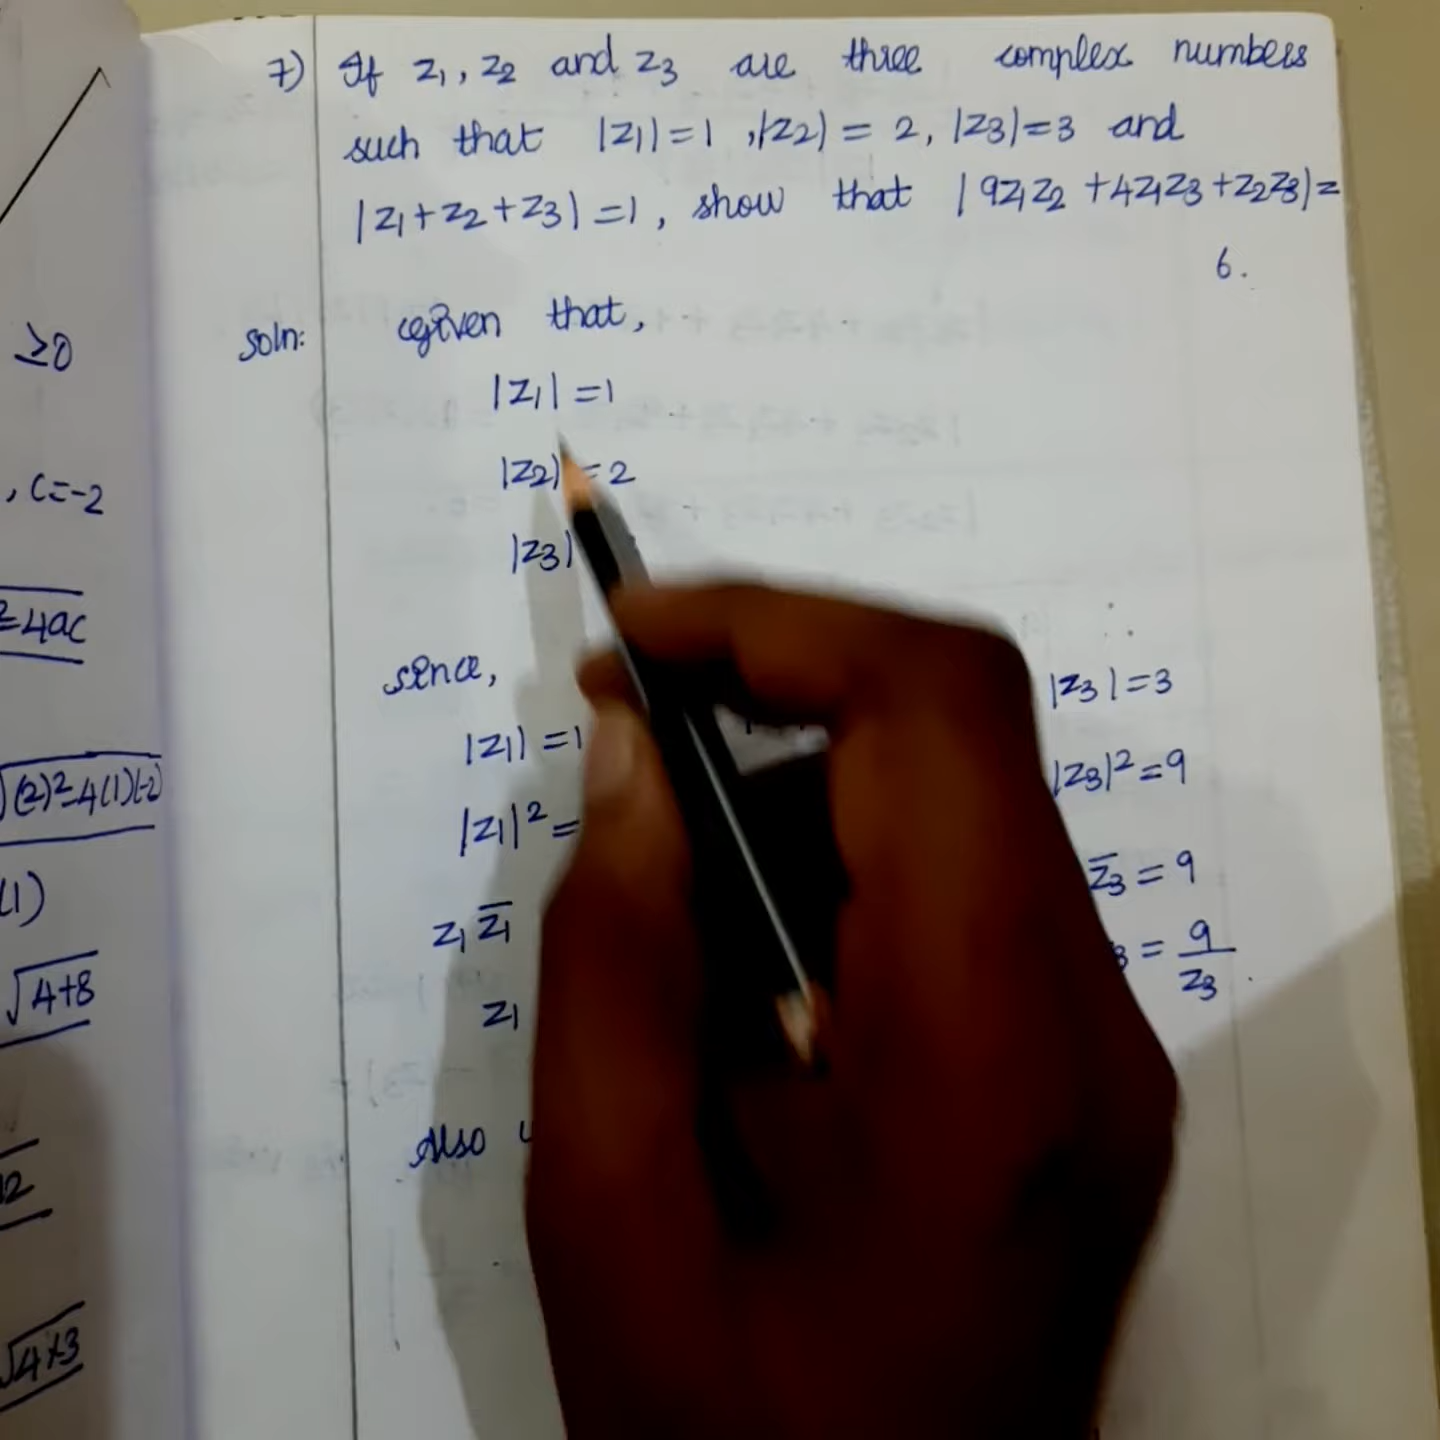 7) If z1, z2 and z3 are three complex numbers
such that |z1| = 1, |z2| = 2, |z3| = 3 and
|z1+z2+z3| = 1, show that |9z1z2 + 4z1z3 + z2z3| =
6.
soln: given that,
|z1| = 1
|z2| = 2
|z3|
since,
|z1| = 1
|z3| = 3
|z1|² =
|z3|² = 9
z1 z̅1
z̅3 = 9
z1
3 = 9/z3
Also
≥0
, c=-2
²-4ac
√(2)²-4(1)(-2)
(1)
√4+8
12
√4×3